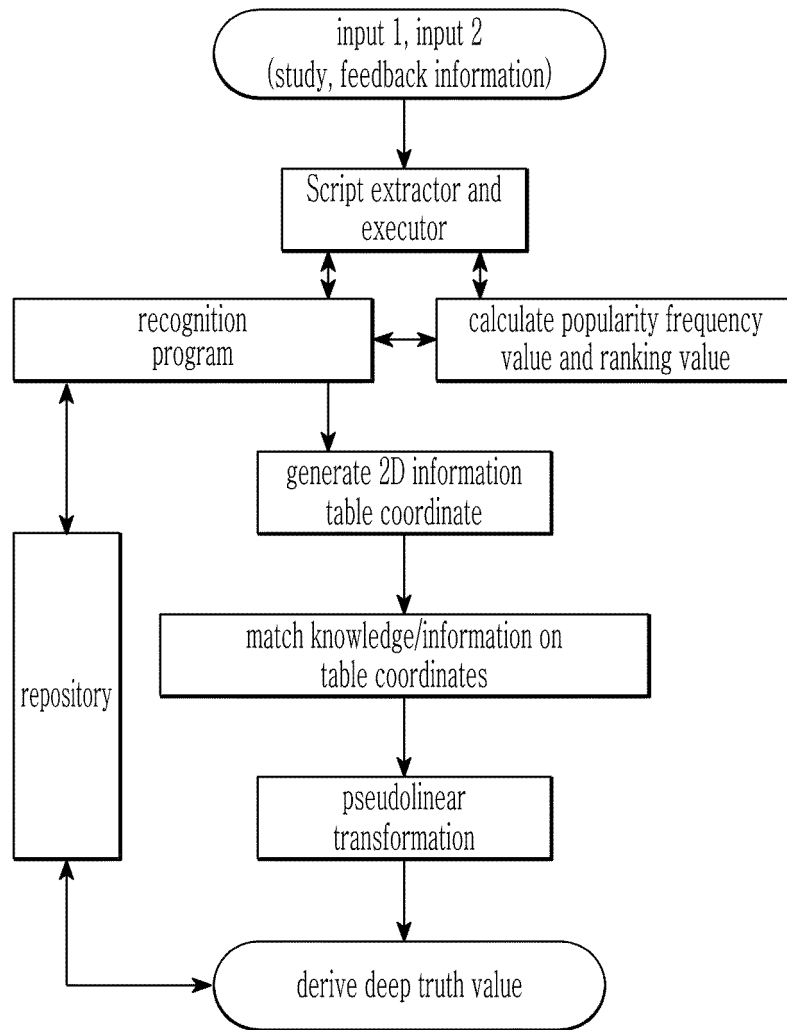 input 1, input 2
(study, feedback information)
Script extractor and
executor
recognition
program
calculate popularity frequency
value and ranking value
generate 2D information
table coordinate
match knowledge/information on
table coordinates
repository
pseudolinear
transformation
derive deep truth value